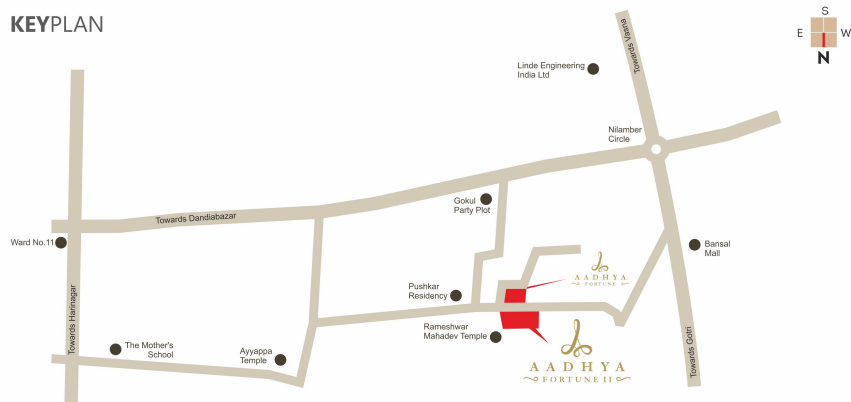 KEYPLAN
S
E
W
N
Towards Vasna
Linde Engineering
India Ltd
Nilamber
Circle
Gokul
Party Plot
Towards Dandiabazar
Ward No.11
Bansal
Mall
AADHYA
FORTUNE
Pushkar
Residency
Towards Harinagar
Rameshwar
Mahadev Temple
The Mother's
School
Ayyappa
Temple
Towards Gotri
AADHYA
FORTUNE II